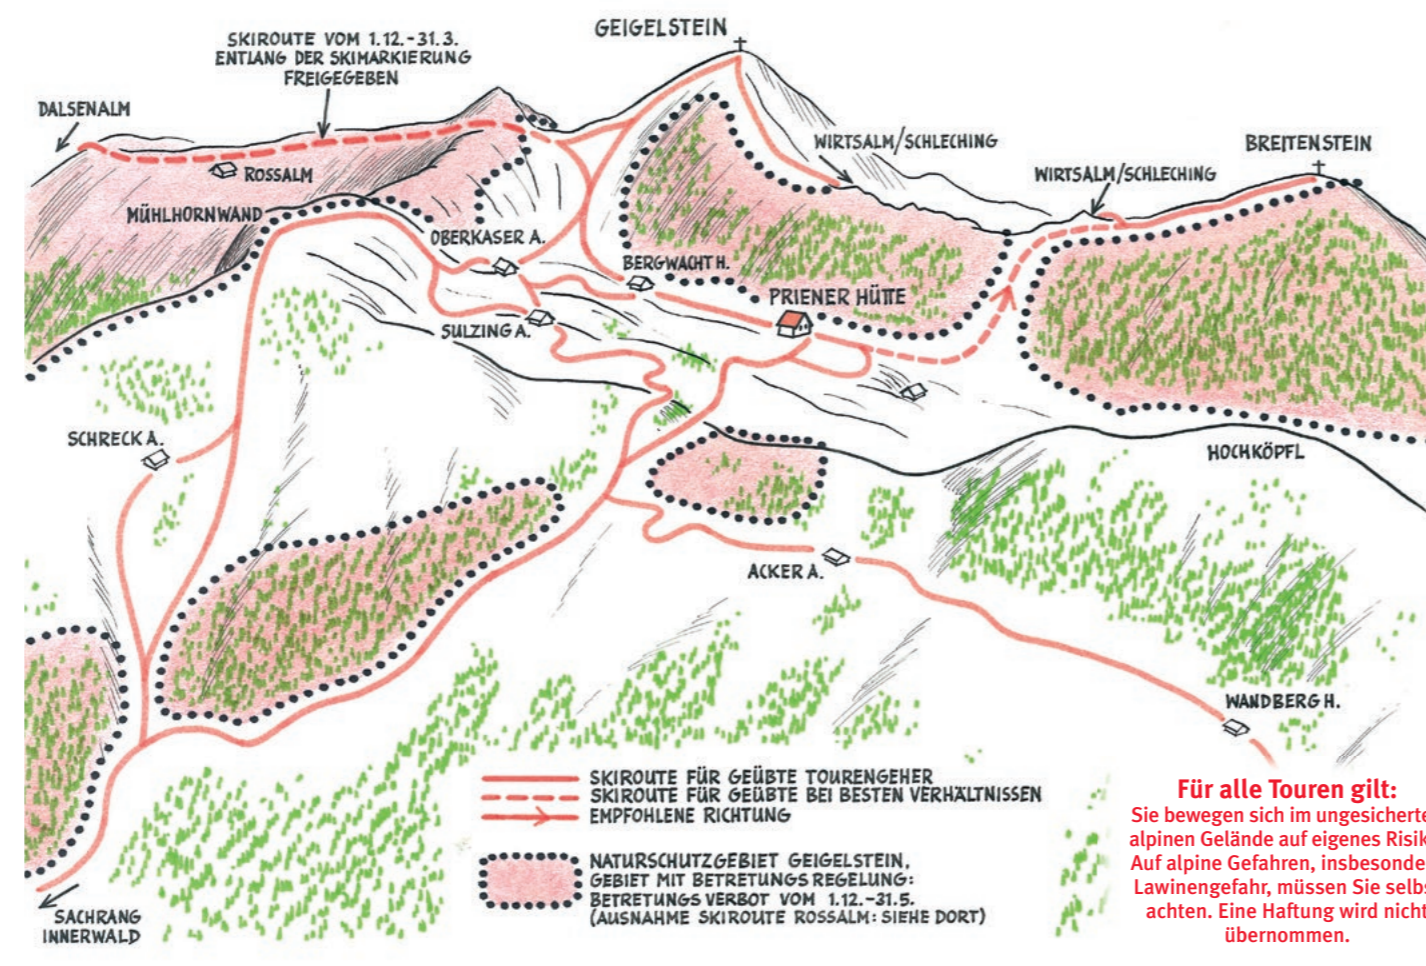 GEIGELSTEIN
SKIROUTE VOM 1.12.-31.3.
ENTLANG DER SKIMARKIERUNG
FREIGEGEBEN
DALSENALM
WIRTSALM/SCHLECHING
BREITENSTEIN
ROSSALM
WIRTSALM/SCHLECHING
MÜHLHORNWAND
OBERKASER A.
BERGWACHT H.
PRIENER HÜTTE
SULZING A.
SCHRECK A.
HOCHKÖPFL
ACKER A.
WANDBERG H.
SKIROUTE FÜR GEÜBTE TOURENGEHER
SKIROUTE FÜR GEÜBTE BEI BESTEN VERHÄLTNISSEN
EMPFOHLENE RICHTUNG
NATURSCHUTZGEBIET GEIGELSTEIN,
GEBIET MIT BETRETUNGSREGELUNG:
BETRETUNGSVERBOT VOM 1.12.-31.5.
(AUSNAHME SKIROUTE ROSSALM: SIEHE DORT)
SACHRANG
INNERWALD
Für alle Touren gilt:
Sie bewegen sich im ungesicherte
alpinen Gelände auf eigenes Risik
Auf alpine Gefahren, insbesonde
Lawinengefahr, müssen Sie selbs
achten. Eine Haftung wird nicht
übernommen.